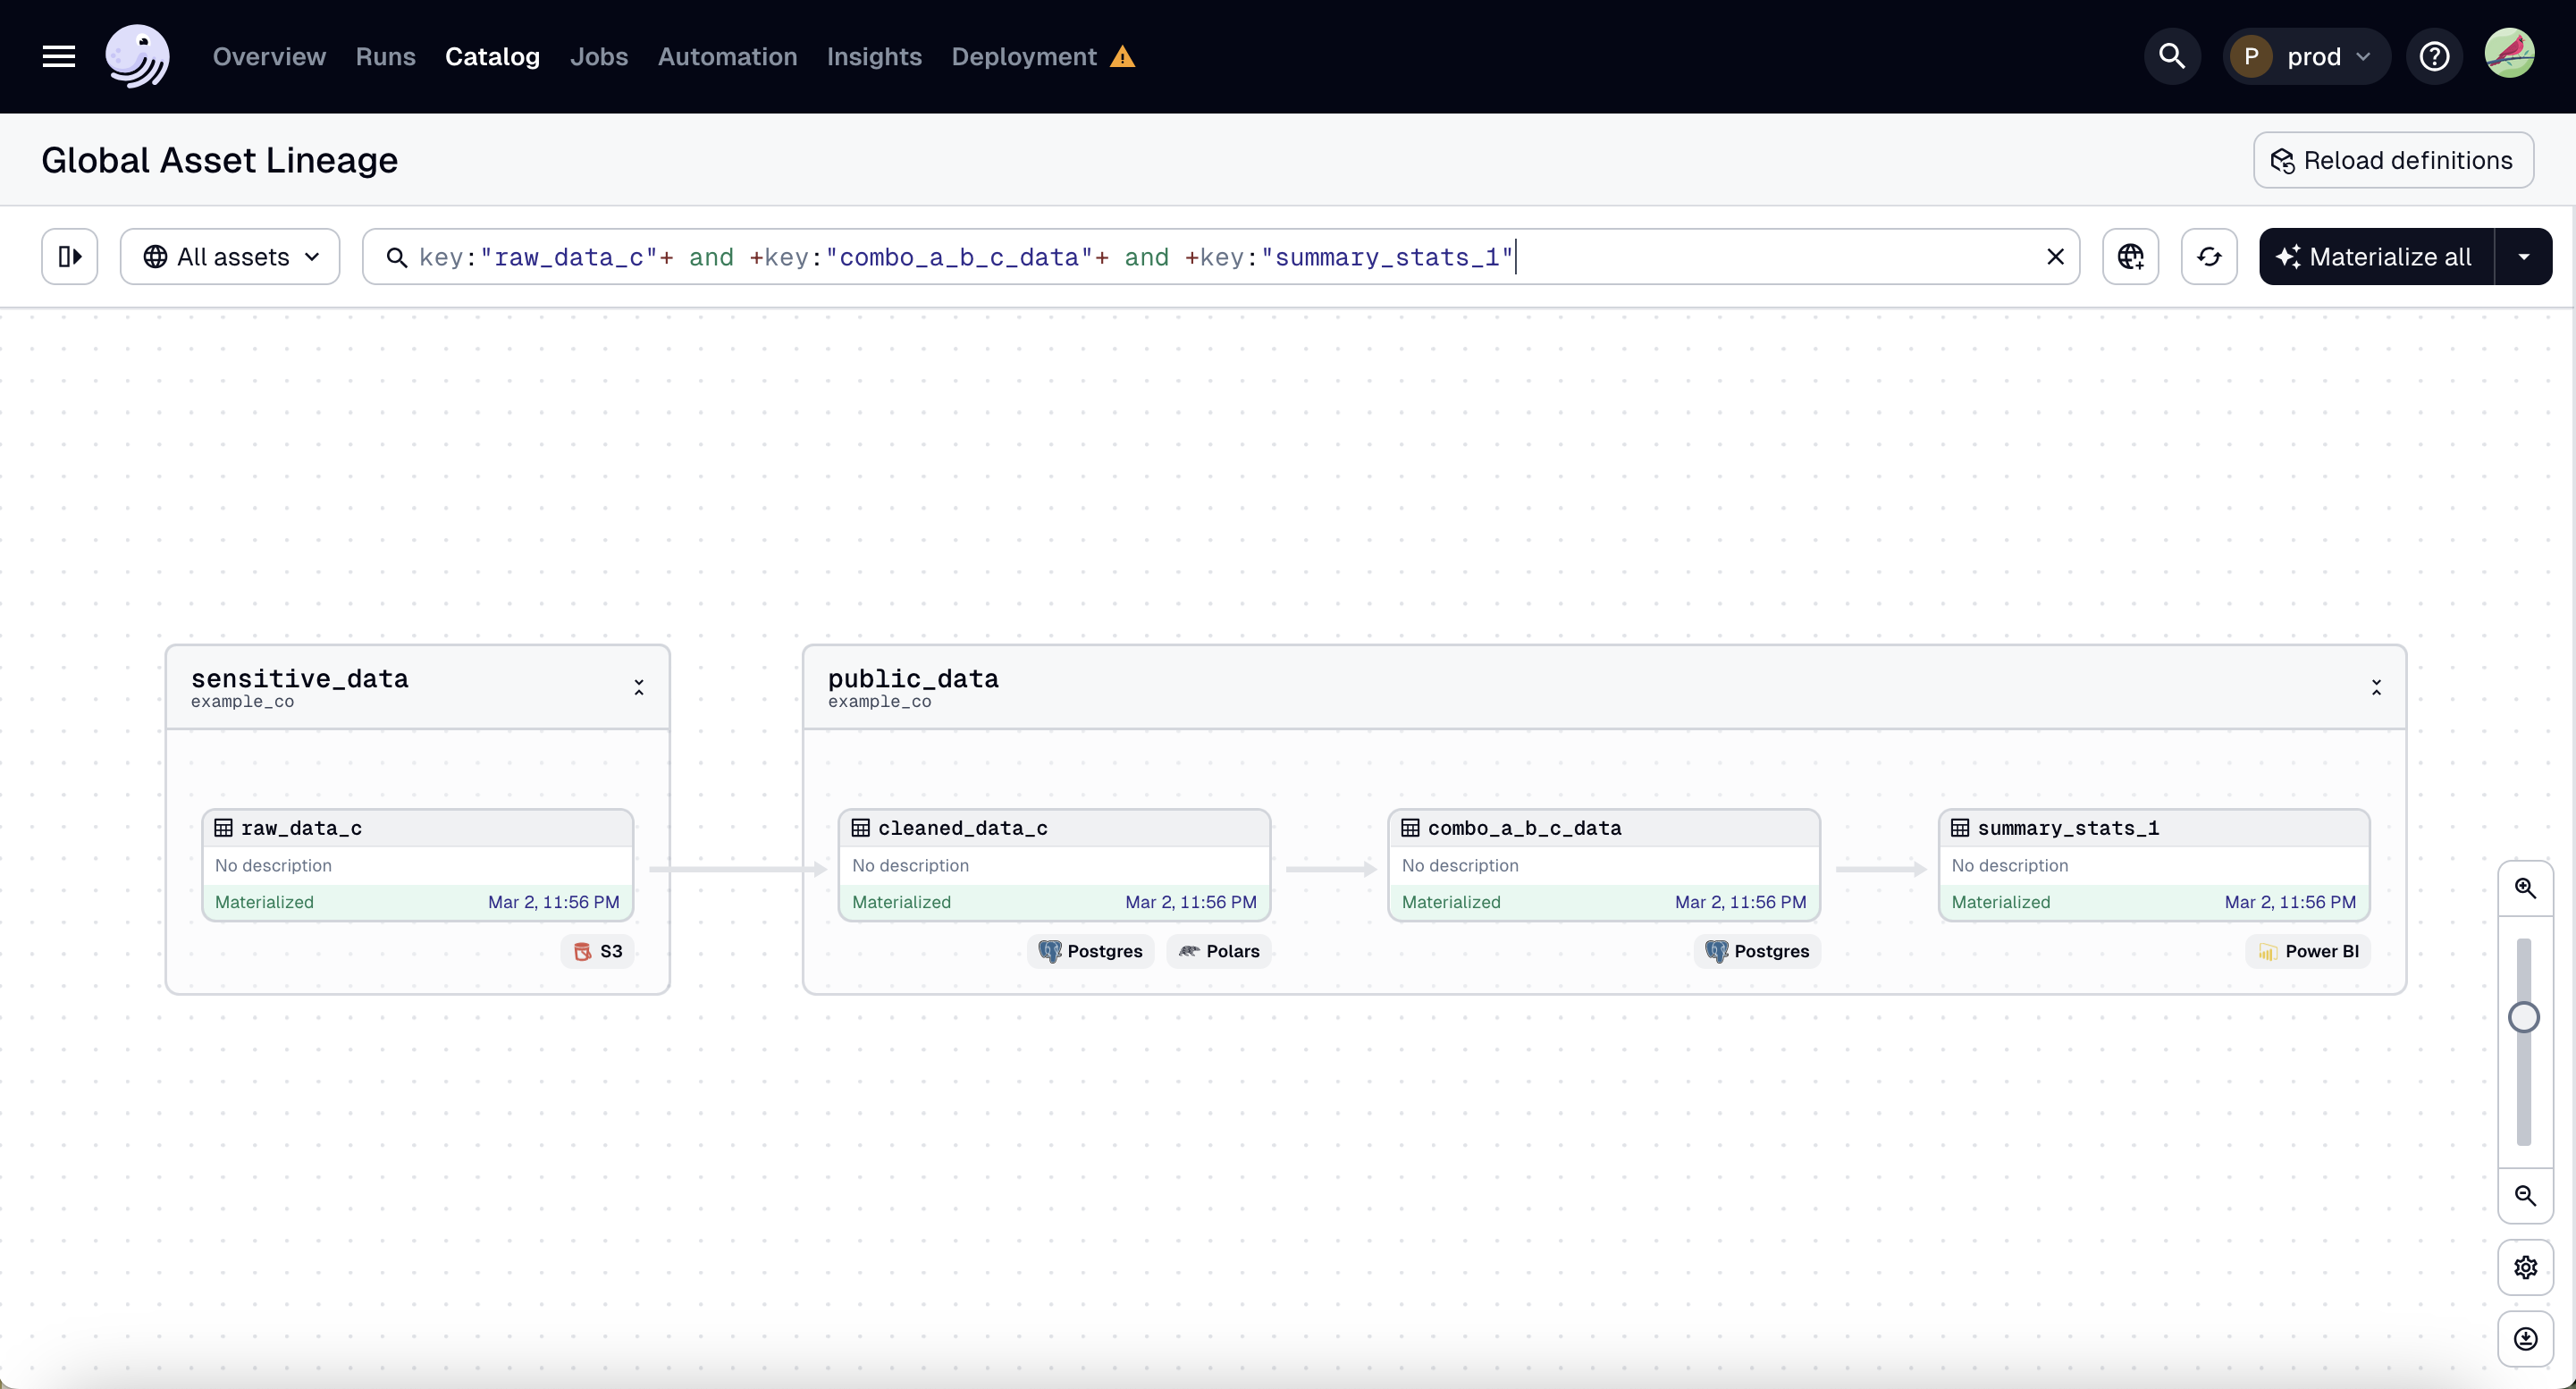 Overview Runs Catalog Jobs Automation Insights Deployment P prod
Global Asset Lineage Reload definitions
All assets key:"raw_data_c"+ and +key:"combo_a_b_c_data"+ and +key:"summary_stats_1" Materialize all
sensitive_data
example_co
raw_data_c
No description
Materialized Mar 2, 11:56 PM
S3
public_data
example_co
cleaned_data_c
No description
Materialized Mar 2, 11:56 PM
Postgres Polars
combo_a_b_c_data
No description
Materialized Mar 2, 11:56 PM
Postgres
summary_stats_1
No description
Materialized Mar 2, 11:56 PM
Power BI